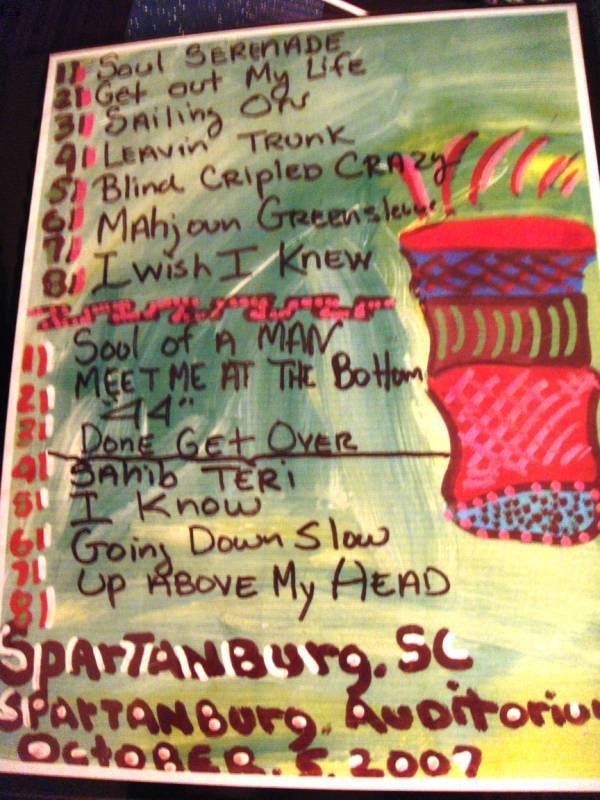 1) Soul SERENADE
2) Get out My Life
3) SAiling On
4) LEAVin' TRUNK
5) Blind CRipled CRAzy
6) MAhjoun
7) I wish I KNEW
8)
1) Soul of A MAN
2) MEET ME AT THE Bottom
3) "44"
4) DONE GEt OVER
5) SAhib TERi
6) I Know
7) Going Down Slow
8) Up ABOVE My HEAD
SPArTANBurg. SC
SPArTANBurg. AuDitoriu
OctOBER. 5. 2007